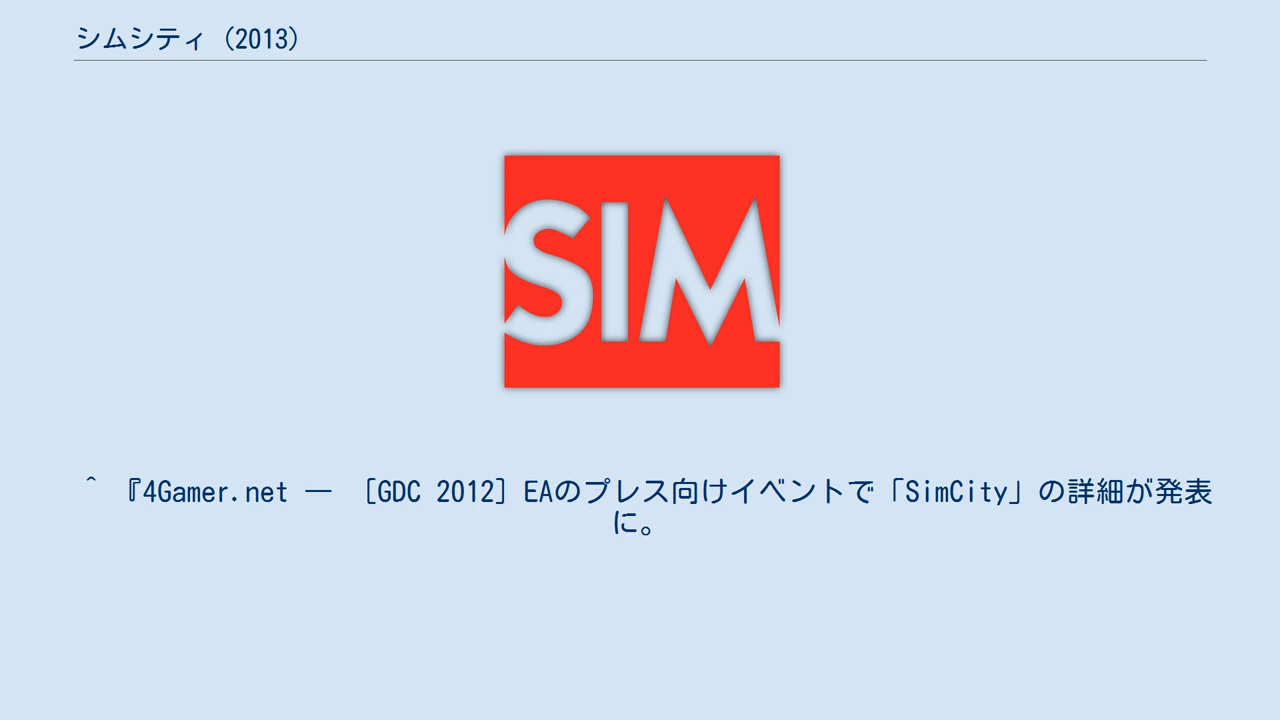 シムシティ（2013）
SIM
^ 『4Gamer.net ― ［GDC 2012］EAのプレス向けイベントで「SimCity」の詳細が発表
に。